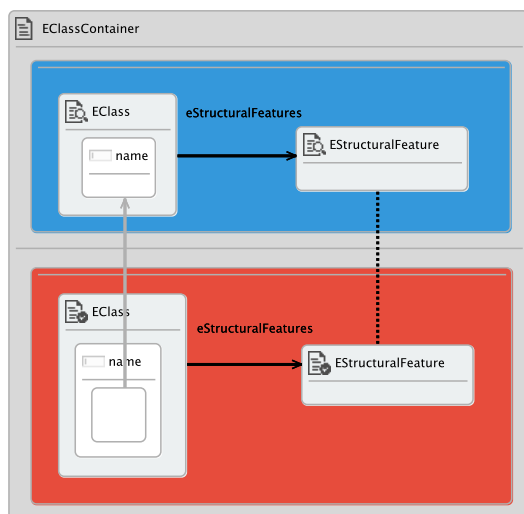 EClassContainer
EClass
eStructuralFeatures
name
EStructuralFeature
EClass
eStructuralFeatures
name
EStructuralFeature